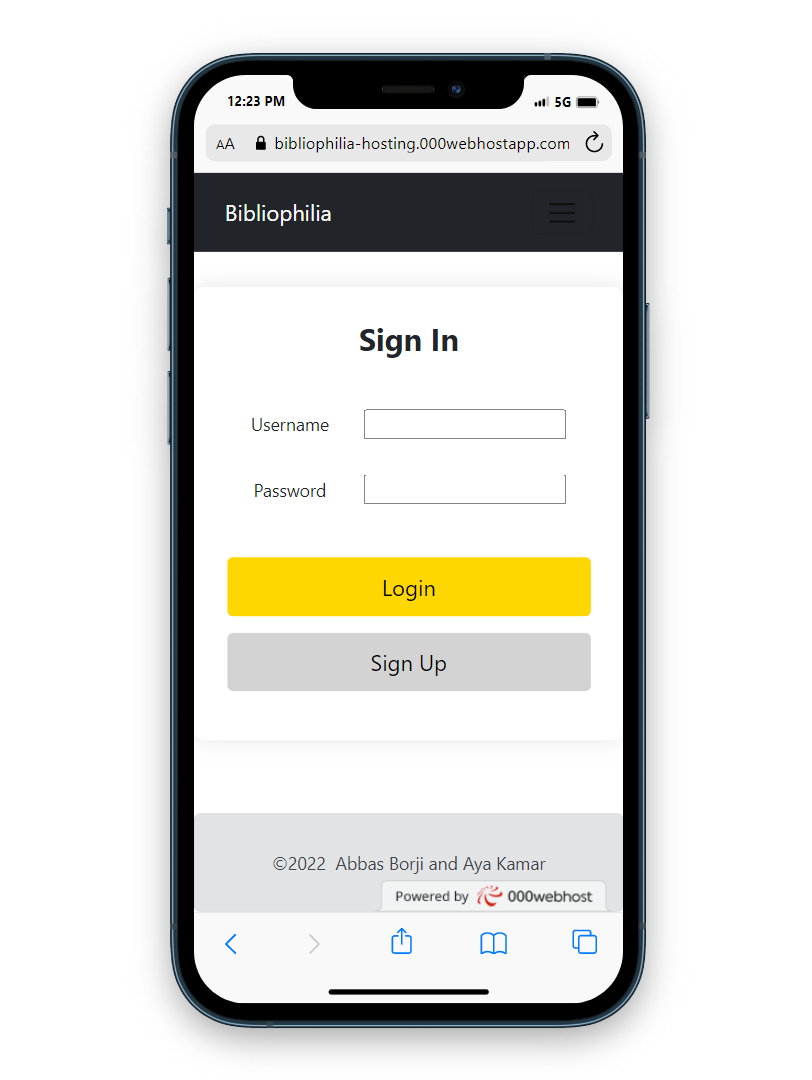 12:23 PM 5G
AA bibliophilia-hosting.000webhostapp.com
Bibliophilia
Sign In
Username
Password
Login
Sign Up
©2022 Abbas Borji and Aya Kamar
Powered by 000webhost